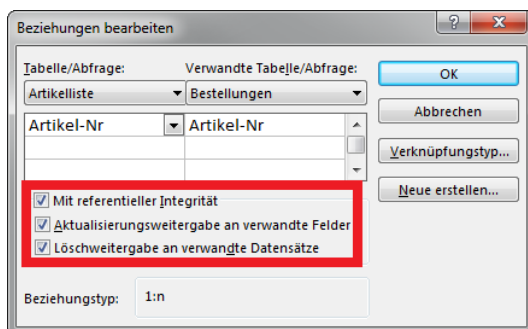 Beziehungen bearbeiten
Tabelle/Abfrage: Verwandte Tabelle/Abfrage:
Artikelliste Bestellungen
Artikel-Nr Artikel-Nr
Mit referentieller Integrität
Aktualisierungsweitergabe an verwandte Felder
Löschweitergabe an verwandte Datensätze
Beziehungstyp: 1:n
OK
Abbrechen
Verknüpfungstyp...
Neue erstellen...